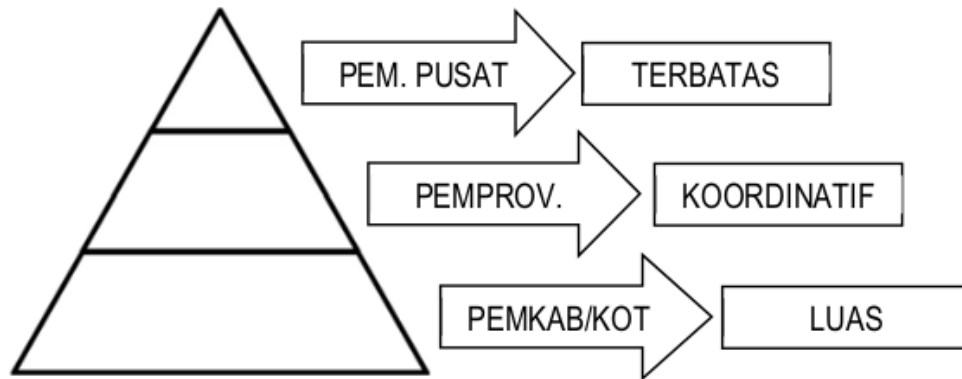 PEM. PUSAT
TERBATAS
PEMPROV.
KOORDINATIF
PEMKAB/KOT
LUAS